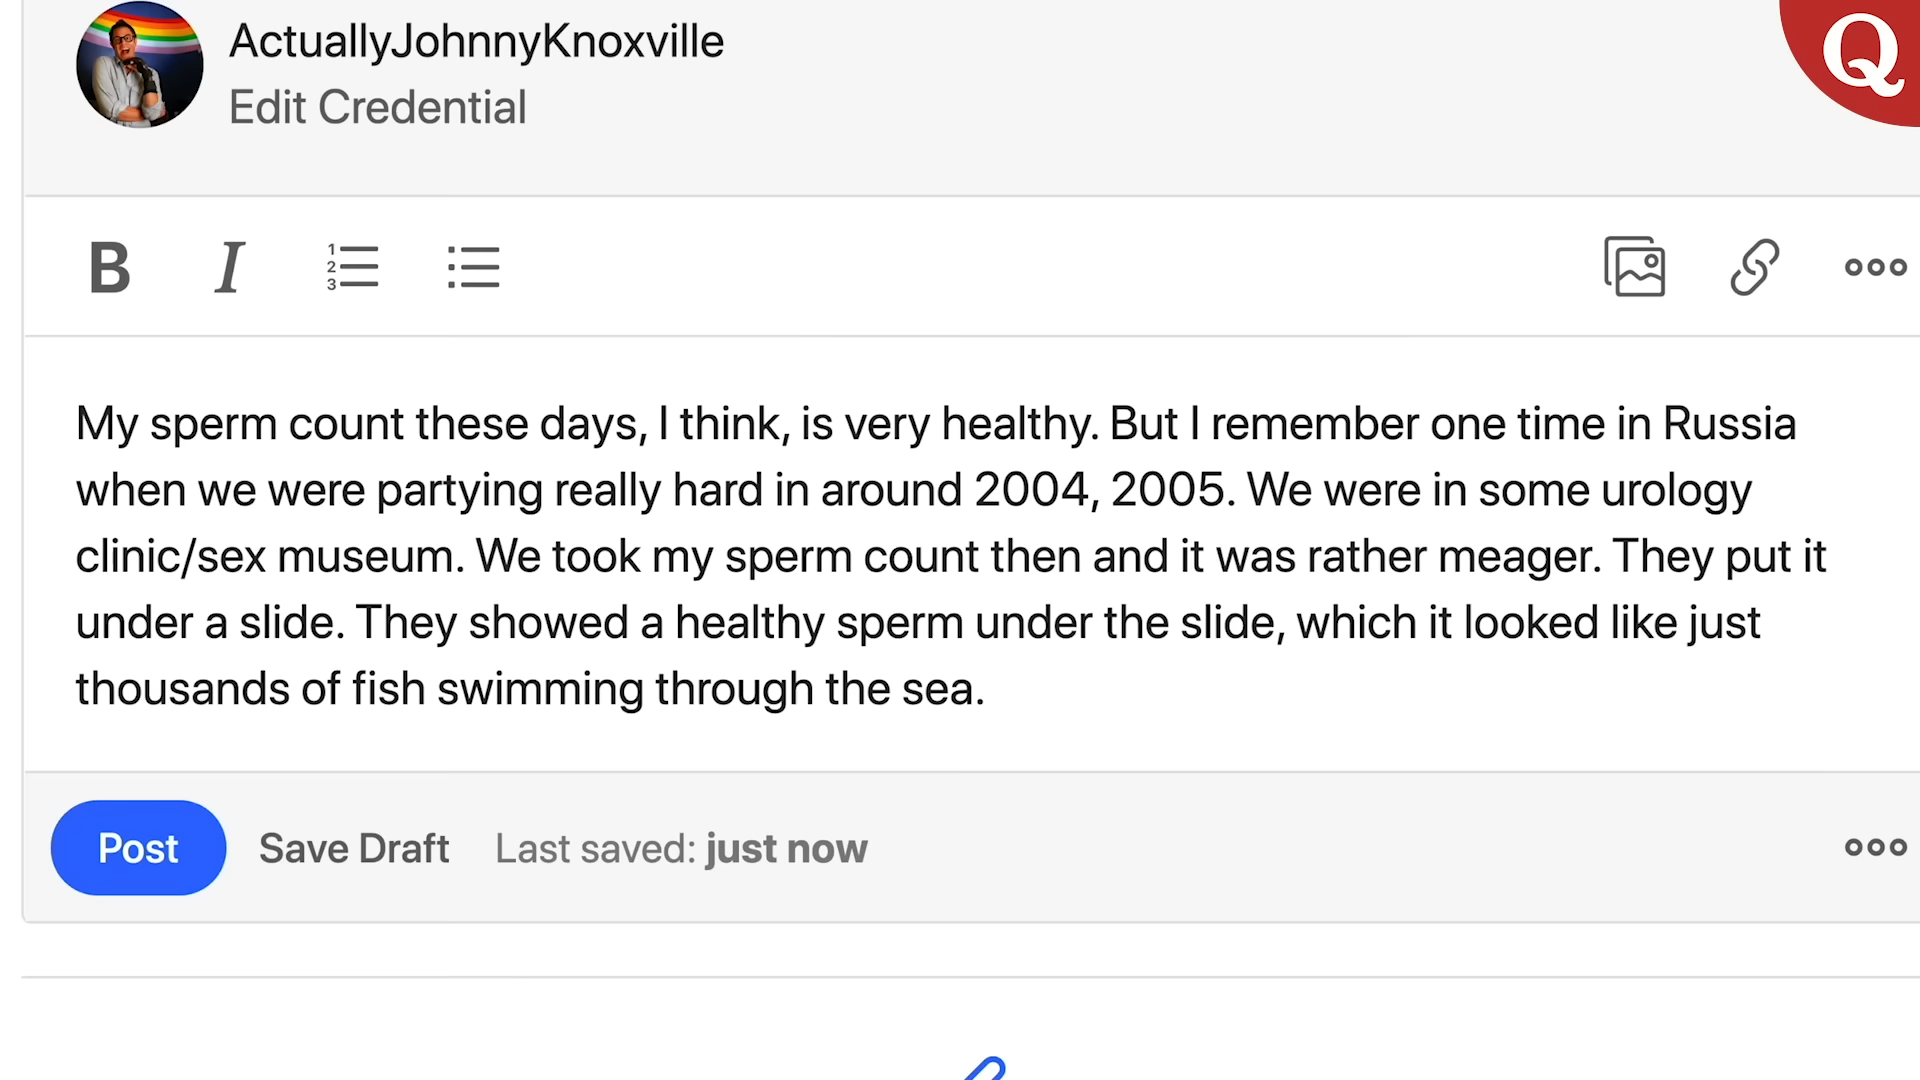 ActuallyJohnnyKnoxville
Q
Edit Credential
B I
1
2
3
My sperm count these days, I think, is very healthy. But I remember one time in Russia
when we were partying really hard in around 2004, 2005. We were in some urology
clinic/sex museum. We took my sperm count then and it was rather meager. They put it
under a slide. They showed a healthy sperm under the slide, which it looked like just
thousands of fish swimming through the sea.
Post Save Draft Last saved: just now